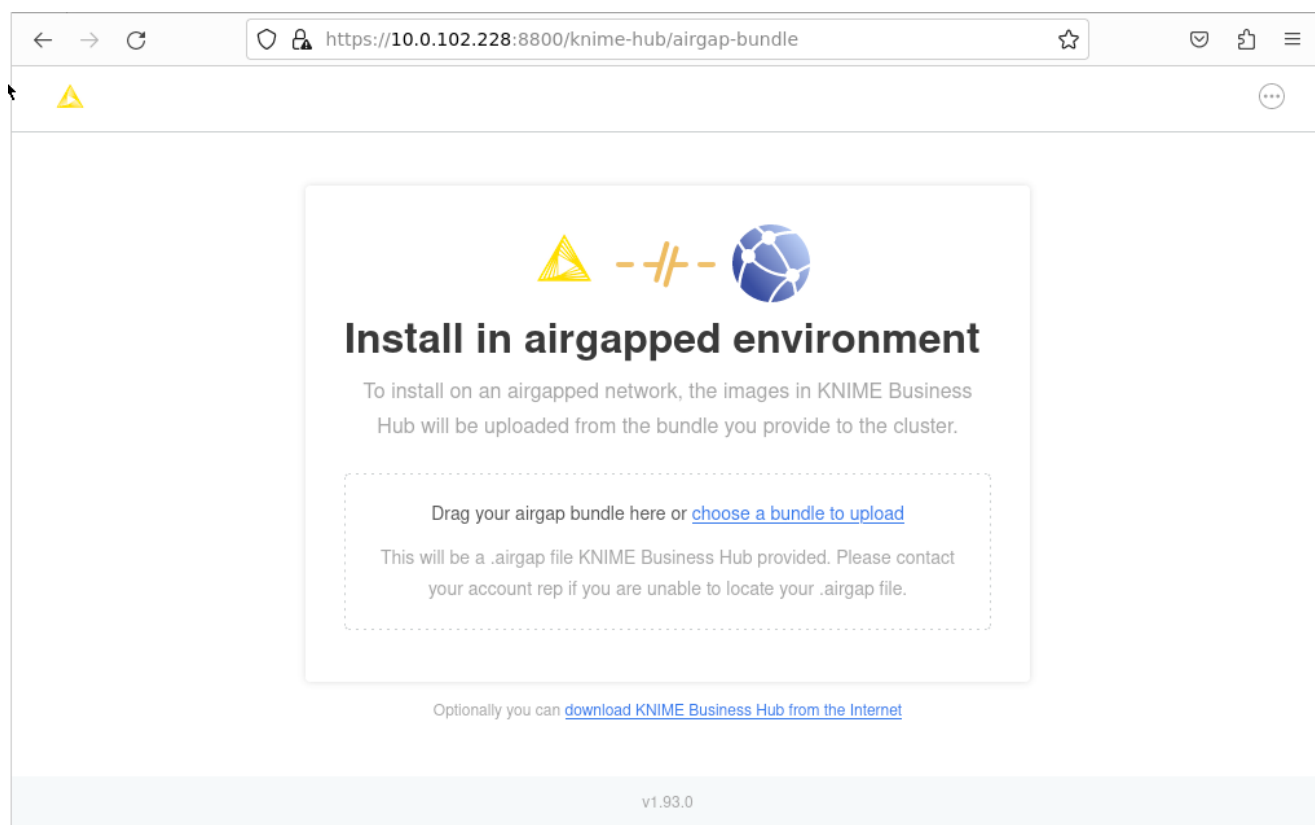 https://10.0.102.228:8800/knime-hub/airgap-bundle
Install in airgapped environment
To install on an airgapped network, the images in KNIME Business
Hub will be uploaded from the bundle you provide to the cluster.
Drag your airgap bundle here or choose a bundle to upload
This will be a .airgap file KNIME Business Hub provided. Please contact
your account rep if you are unable to locate your .airgap file.
Optionally you can download KNIME Business Hub from the Internet
v1.93.0